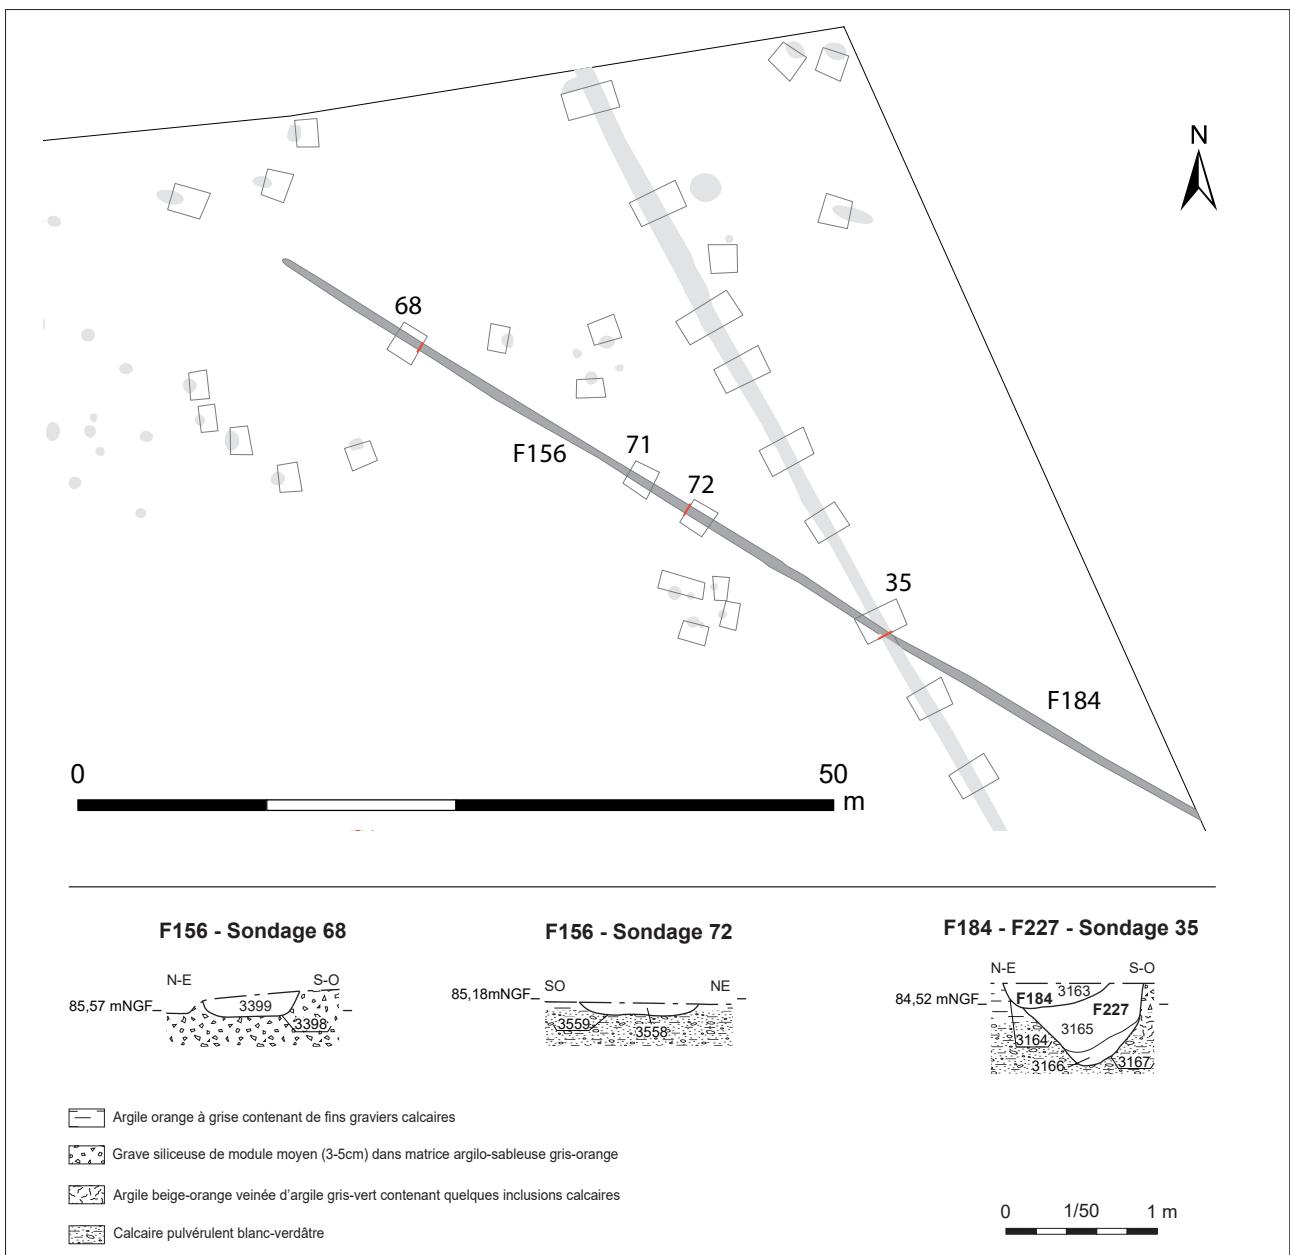 N
68
71
F156
72
35
F184
0
50
m
F156 - Sondage 68
F156 - Sondage 72
F184 - F227 - Sondage 35
N-E
S-O
85,57 mNGF
3399
3398
SO
NE
85,18mNGF
3559
3558
N-E
S-O
84,52 mNGF
F184
3163
F227
3165
3164
3166
3167
Argile orange à grise contenant de fins graviers calcaires
Grave siliceuse de module moyen (3-5cm) dans matrice argilo-sableuse gris-orange
Argile beige-orange veinée d'argile gris-vert contenant quelques inclusions calcaires
Calcaire pulvérulent blanc-verdâtre
0
1/50
1 m